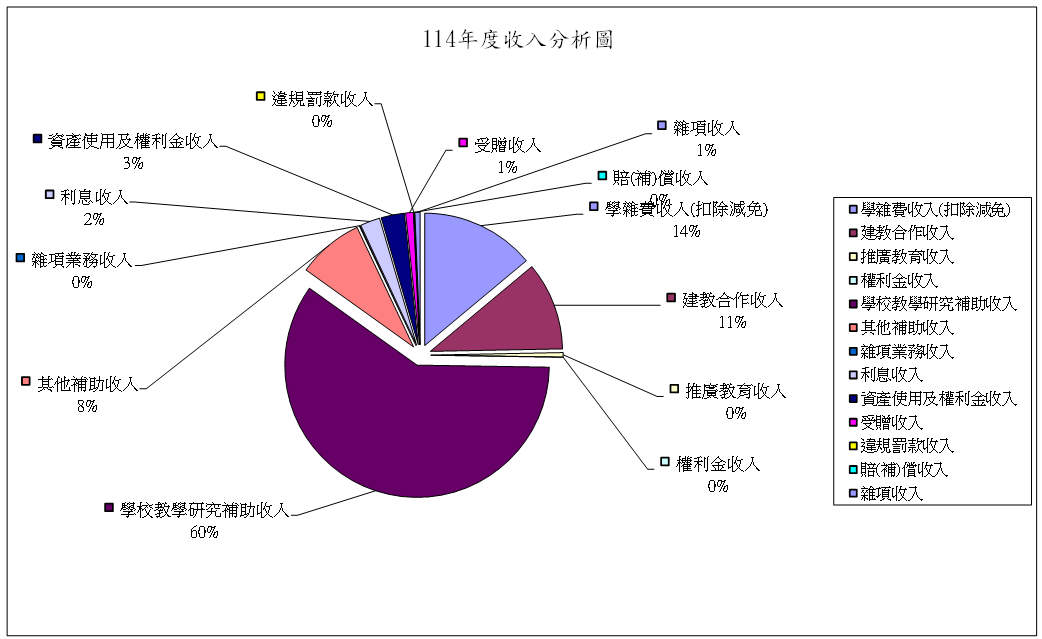 114年度收入分析圖
違規罰款收入
0%
資產使用及權利金收入
3%
受贈收入
1%
雜項收入
1%
利息收入
2%
賠(補)償收入
0%
學雜費收入(扣除減免)
14%
雜項業務收入
0%
建教合作收入
11%
其他補助收入
8%
推廣教育收入
0%
權利金收入
0%
學校教學研究補助收入
60%
學雜費收入(扣除減免)
建教合作收入
推廣教育收入
權利金收入
學校教學研究補助收入
其他補助收入
雜項業務收入
利息收入
資產使用及權利金收入
受贈收入
違規罰款收入
賠(補)償收入
雜項收入